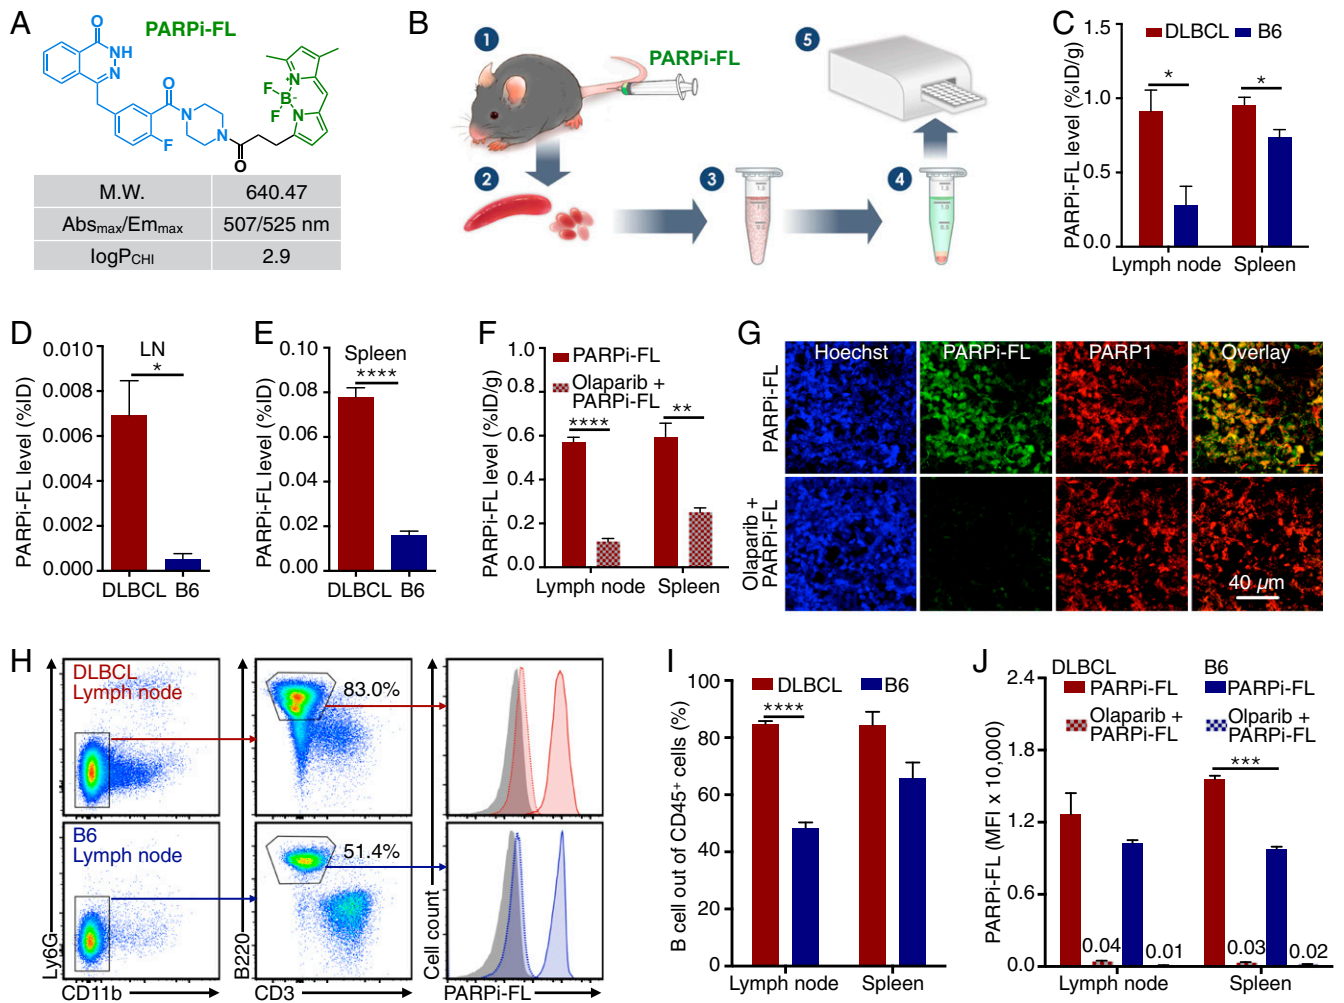 A
PARPi-FL
O
NH
N
O
N
N
F
O
F
F
B-
N
N
M.W. 640.47
Absmax/Emmax 507/525 nm
logPCHI 2.9
B
1
PARPi-FL
2
3
4
5
C
DLBCL B6
PARPi-FL level (%ID/g)
1.5
1.0
0.5
0.0
* *
Lymph node Spleen
D
LN
*
PARPi-FL level (%ID)
0.010
0.008
0.006
0.004
0.002
0.000
DLBCL B6
E
Spleen
****
PARPi-FL level (%ID)
0.10
0.08
0.06
0.04
0.02
0.00
DLBCL B6
F
PARPi-FL
Olaparib +
PARPi-FL
**** **
PARPi-FL level (%ID/g)
1.0
0.8
0.6
0.4
0.2
0.0
Lymph node Spleen
G
Hoechst PARPi-FL PARP1 Overlay
PARPi-FL
Olaparib +
PARPi-FL
40 µm
H
DLBCL
Lymph node
83.0%
B6
Lymph node
51.4%
Ly6G
CD11b
B220
CD3
Cell count
PARPi-FL
I
DLBCL B6
****
B cell out of CD45+ cells (%)
100
80
60
40
20
0
Lymph node Spleen
J
DLBCL B6
PARPi-FL PARPi-FL
Olaparib + Olparib +
PARPi-FL PARPi-FL
***
PARPi-FL (MFI x 10,000)
2.4
1.8
1.2
0.6
0.0
0.04 0.01 0.03 0.02
Lymph node Spleen